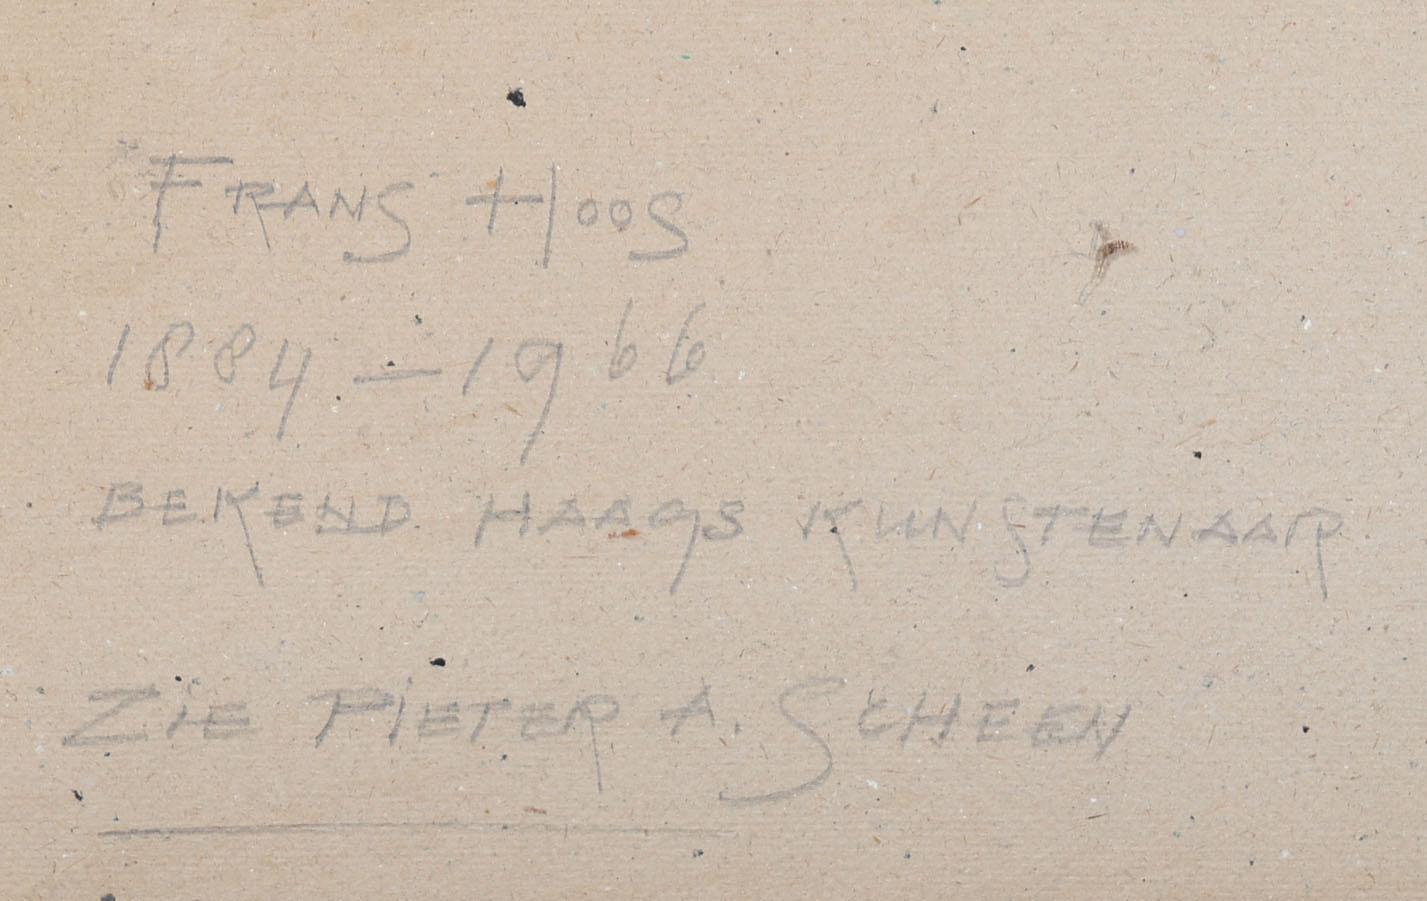 FRANS HOOS
1884 - 1966
BEKEND HAAGS KUNSTENAAR
ZIE PIETER A. SCHEEN